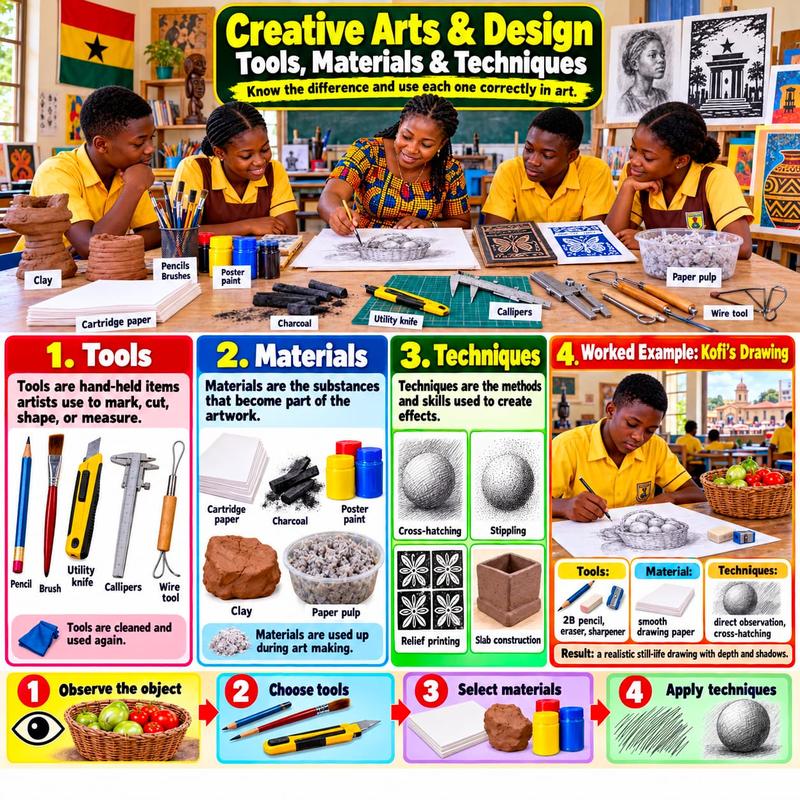 Creative Arts & Design
Tools, Materials & Techniques
Know the difference and use each one correctly in art.
Clay
Pencils
Brushes
Poster
paint
Cartridge paper
Charcoal
Utility knife
Callipers
Paper pulp
Wire tool
1. Tools
Tools are hand-held items
artists use to mark, cut,
shape, or measure.
Pencil
Brush
Utility
knife
Callipers
Wire
tool
Tools are cleaned and
used again.
2. Materials
Materials are the substances
that become part of the
artwork.
Cartridge
paper
Charcoal
Poster
paint
Clay
Paper pulp
Materials are used up
during art making.
3. Techniques
Techniques are the methods
and skills used to create
effects.
Cross-hatching
Stippling
Relief printing
Slab construction
4. Worked Example: Kofi's Drawing
Tools:
2B pencil,
eraser, sharpener
Material:
smooth
drawing paper
Techniques:
direct observation,
cross-hatching
Result: a realistic still-life drawing with depth and shadows.
1 Observe the object
2 Choose tools
3 Select materials
4 Apply techniques